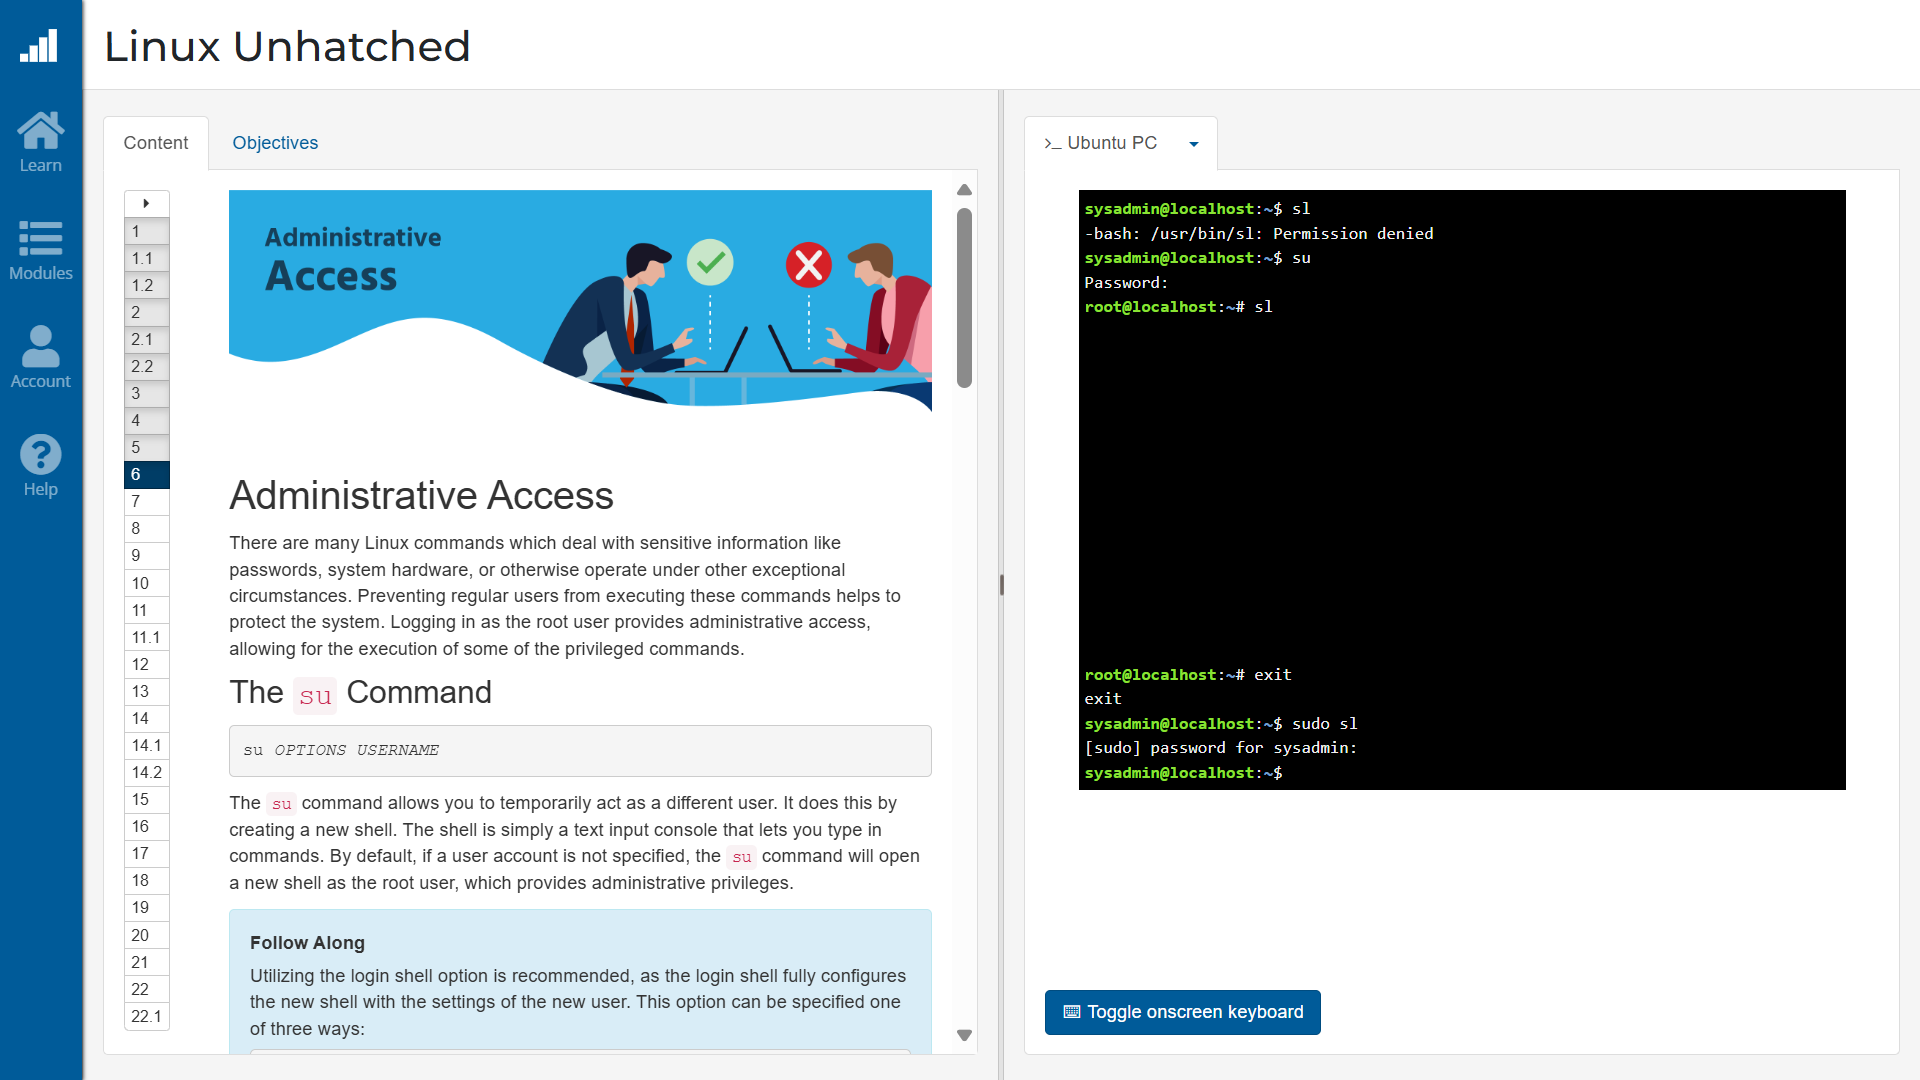 Linux Unhatched
Learn
Modules
Account
Help
Content
Objectives
1
1.1
1.2
2
2.1
2.2
3
4
5
6
7
8
9
10
11
11.1
12
13
14
14.1
14.2
15
16
17
18
19
20
21
22
22.1
Administrative
Access
Administrative Access
There are many Linux commands which deal with sensitive information like
passwords, system hardware, or otherwise operate under other exceptional
circumstances. Preventing regular users from executing these commands helps to
protect the system. Logging in as the root user provides administrative access,
allowing for the execution of some of the privileged commands.
The su Command
su OPTIONS USERNAME
The su command allows you to temporarily act as a different user. It does this by
creating a new shell. The shell is simply a text input console that lets you type in
commands. By default, if a user account is not specified, the su command will open
a new shell as the root user, which provides administrative privileges.
Follow Along
Utilizing the login shell option is recommended, as the login shell fully configures
the new shell with the settings of the new user. This option can be specified one
of three ways:
>_ Ubuntu PC
sysadmin@localhost:~$ sl
-bash: /usr/bin/sl: Permission denied
sysadmin@localhost:~$ su
Password:
root@localhost:~# sl
root@localhost:~# exit
exit
sysadmin@localhost:~$ sudo sl
[sudo] password for sysadmin:
sysadmin@localhost:~$
Toggle onscreen keyboard